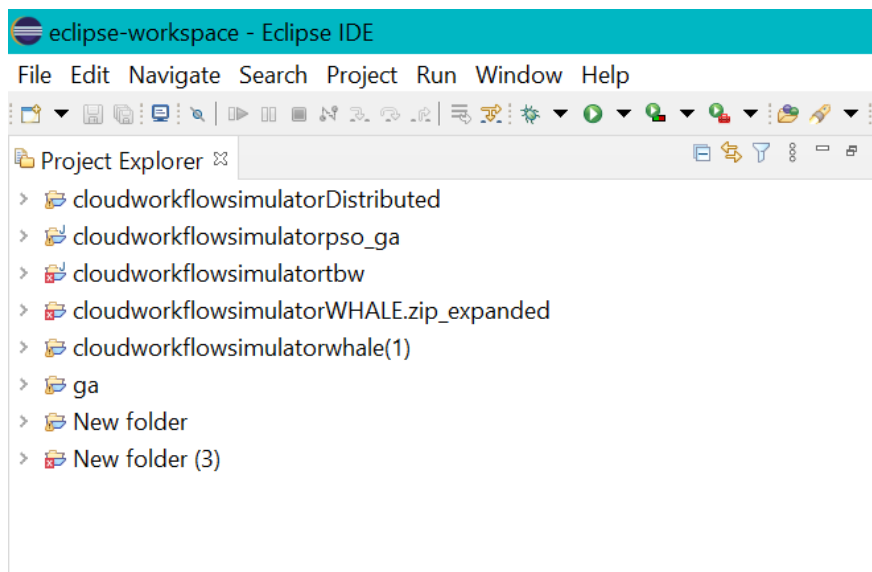 eclipse-workspace - Eclipse IDE
File Edit Navigate Search Project Run Window Help
Project Explorer
cloudworkflowsimulatorDistributed
cloudworkflowsimulatorpso_ga
cloudworkflowsimulatortbw
cloudworkflowsimulatorWHALE.zip_expanded
cloudworkflowsimulatorwhale(1)
ga
New folder
New folder (3)